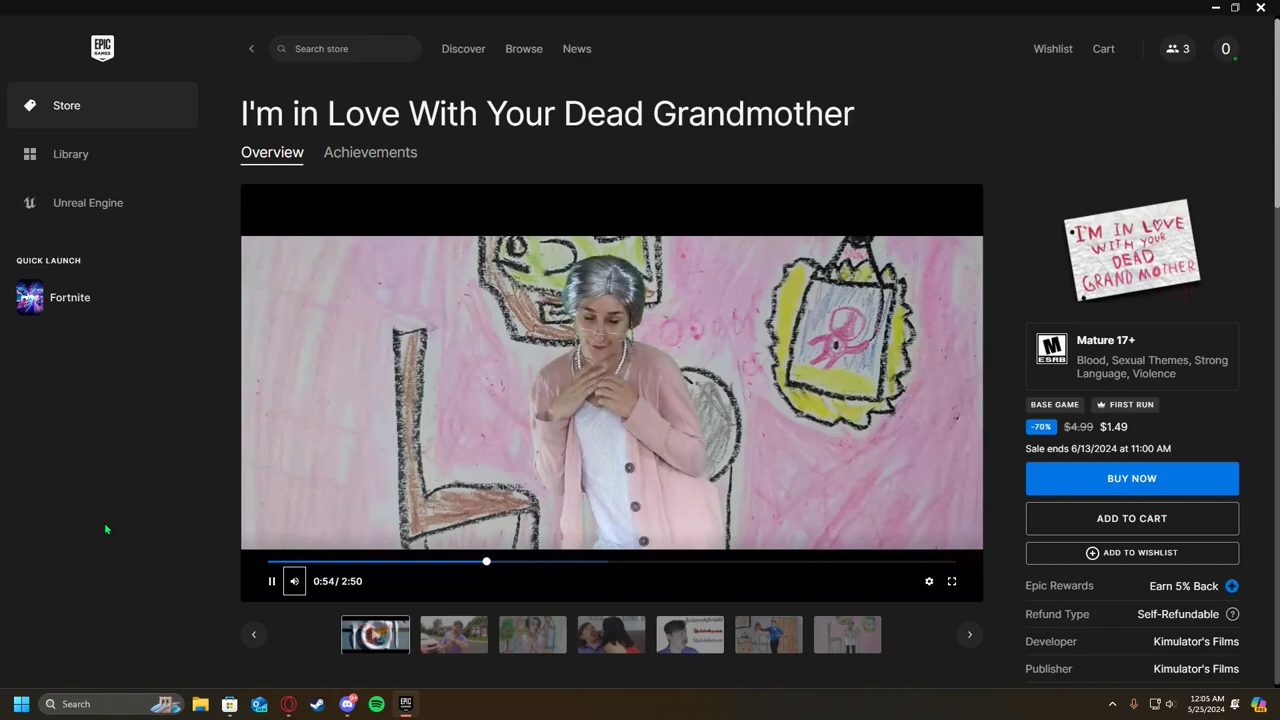 EPIC
GAMES
Search store
Discover
Browse
News
Wishlist
Cart
3
0
Store
Library
Unreal Engine
QUICK LAUNCH
Fortnite
I'm in Love With Your Dead Grandmother
Overview
Achievements
0:54 / 2:50
I'M IN LOVE
WITH YOUR
DEAD
GRANDMOTHER
M
ESRB
Mature 17+
Blood, Sexual Themes, Strong
Language, Violence
BASE GAME
FIRST RUN
-70%
$4.99
$1.49
Sale ends 6/13/2024 at 11:00 AM
BUY NOW
ADD TO CART
ADD TO WISHLIST
Epic Rewards
Earn 5% Back
Refund Type
Self-Refundable
Developer
Kimulator's Films
Publisher
Kimulator's Films
Search
EPIC
12:05 AM
5/25/2024